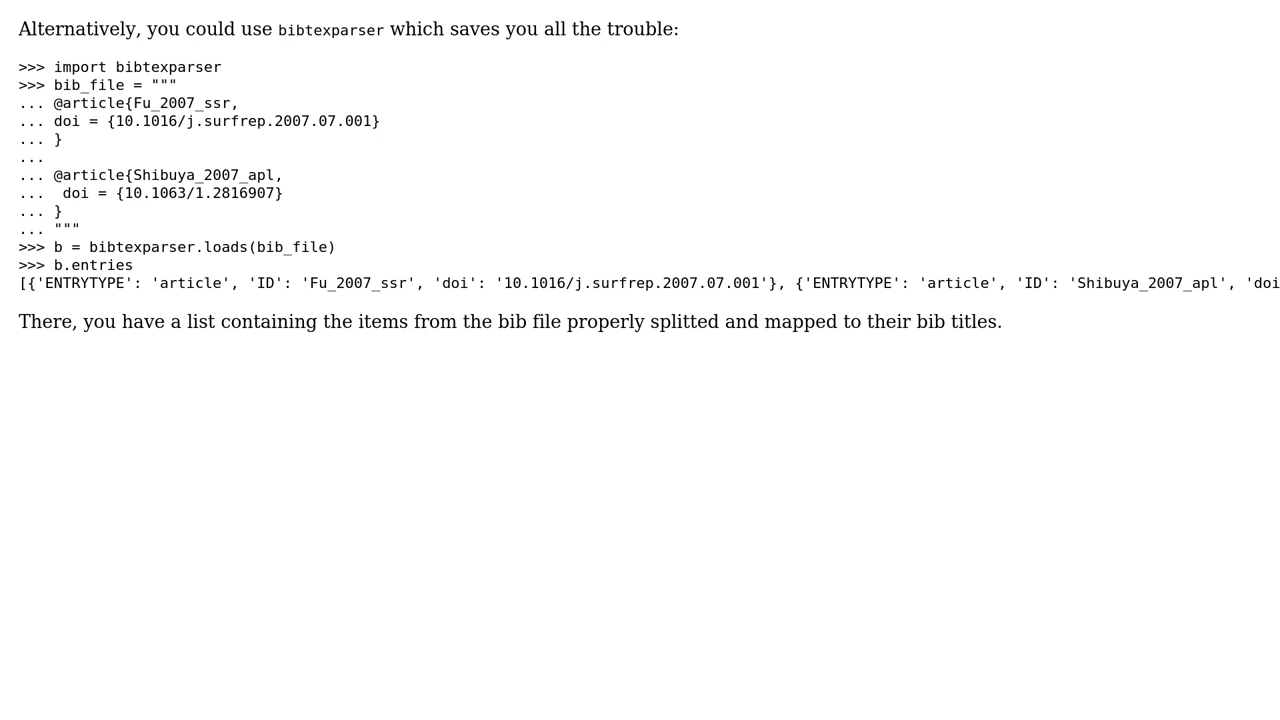 Alternatively, you could use bibtexparser which saves you all the trouble:
>>> import bibtexparser
>>> bib_file = """
... @article{Fu_2007_ssr,
... doi = {10.1016/j.surfrep.2007.07.001}
... }
...
... @article{Shibuya_2007_apl,
...  doi = {10.1063/1.2816907}
... }
... """
>>> b = bibtexparser.loads(bib_file)
>>> b.entries
[{'ENTRYTYPE': 'article', 'ID': 'Fu_2007_ssr', 'doi': '10.1016/j.surfrep.2007.07.001'}, {'ENTRYTYPE': 'article', 'ID': 'Shibuya_2007_apl', 'doi
There, you have a list containing the items from the bib file properly splitted and mapped to their bib titles.